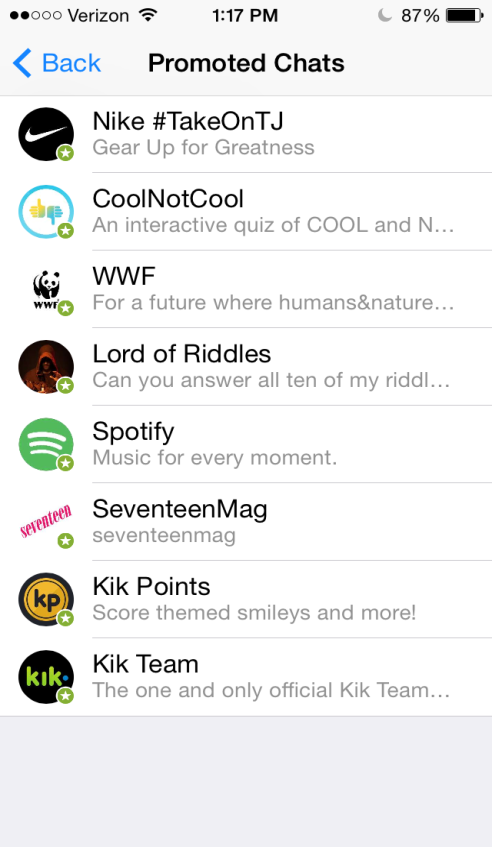 Verizon 1:17 PM 87%
Back Promoted Chats
Nike #TakeOnTJ
Gear Up for Greatness
CoolNotCool
An interactive quiz of COOL and N...
WWF
WWF
For a future where humans&nature...
Lord of Riddles
Can you answer all ten of my riddl...
Spotify
Music for every moment.
SeventeenMag
seventeen
seventeenmag
Kik Points
kp
Score themed smileys and more!
Kik Team
kik
The one and only official Kik Team...